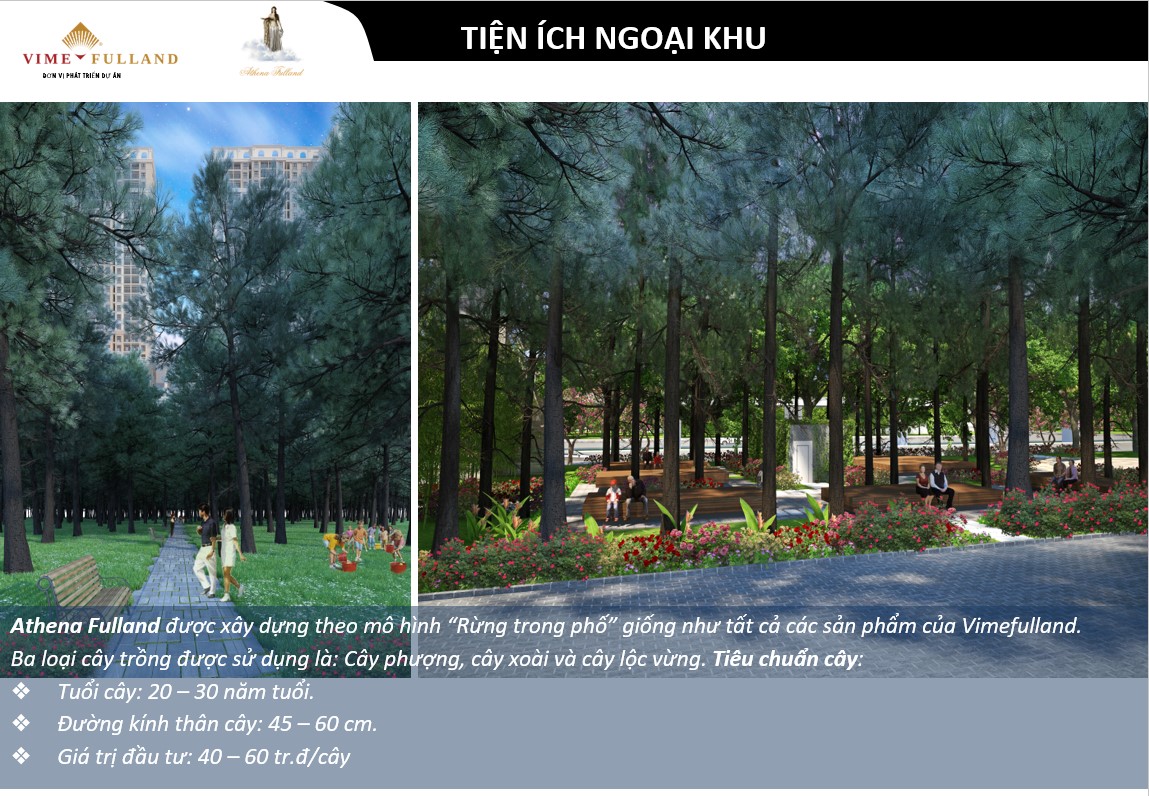 VIME FULLAND
ĐƠN VỊ PHÁT TRIỂN DỰ ÁN
Athena Fulland
TIỆN ÍCH NGOẠI KHU
Athena Fulland được xây dựng theo mô hình “Rừng trong phố” giống như tất cả các sản phẩm của Vimefulland.
Ba loại cây trồng được sử dụng là: Cây phượng, cây xoài và cây lộc vừng. Tiêu chuẩn cây:
❖ Tuổi cây: 20 – 30 năm tuổi.
❖ Đường kính thân cây: 45 – 60 cm.
❖ Giá trị đầu tư: 40 – 60 tr.đ/cây